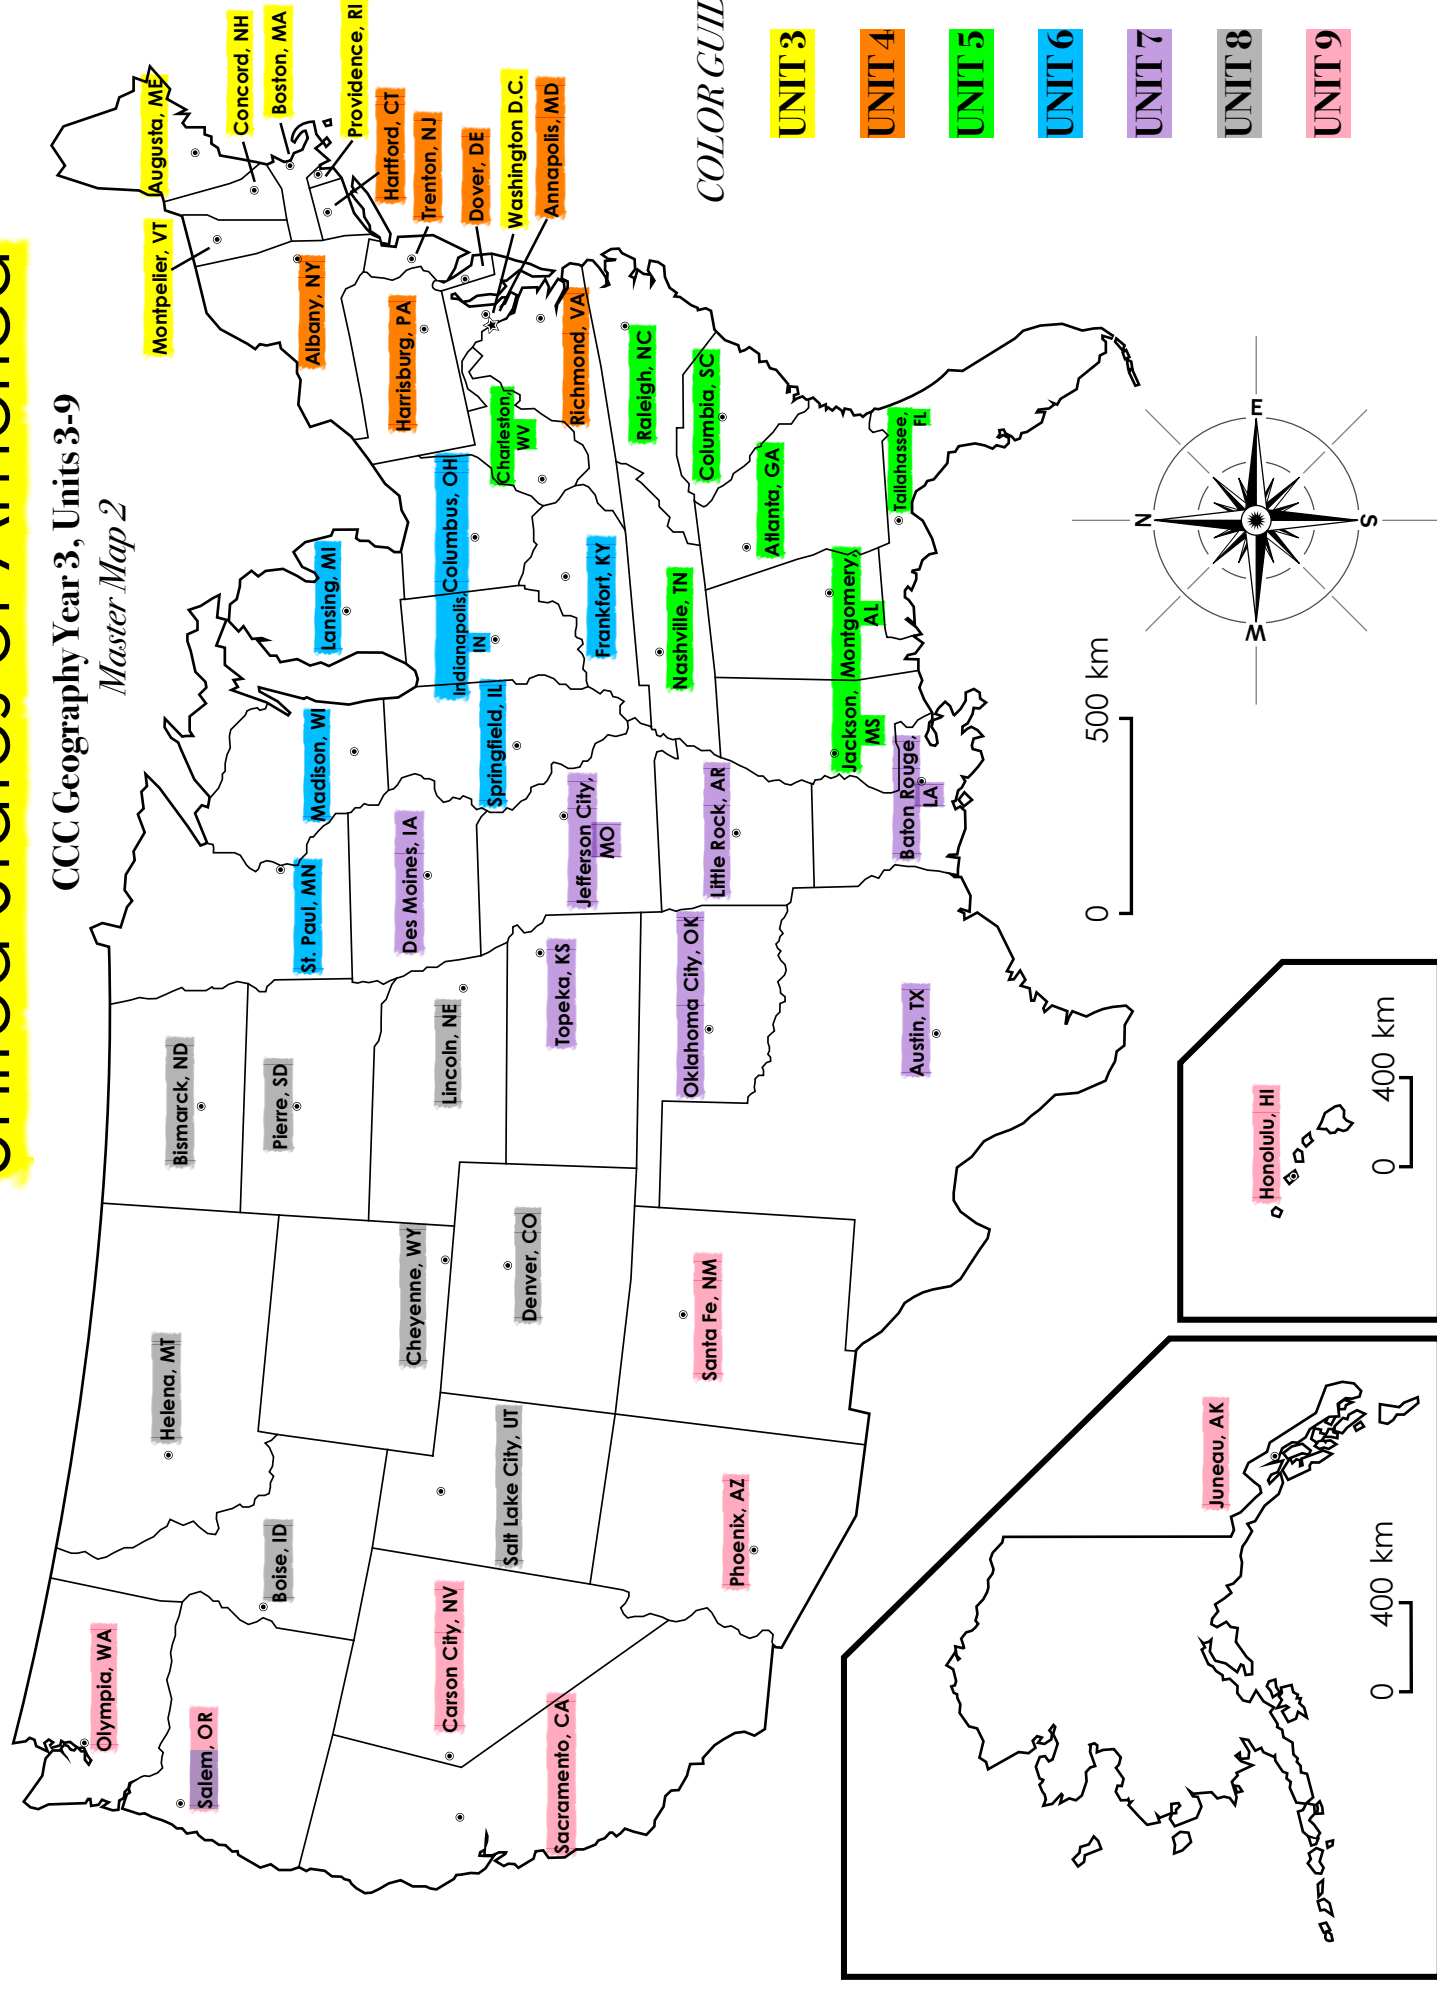 United States of America
CCC Geography Year 3, Units 3-9
Master Map 2
Olympia, WA
Salem, OR
Boise, ID
Helena, MT
Bismarck, ND
Pierre, SD
St. Paul, MN
Madison, WI
Lansing, MI
Montpelier, VT
Augusta, ME
Concord, NH
Boston, MA
Providence, RI
Hartford, CT
Albany, NY
Trenton, NJ
Harrisburg, PA
Dover, DE
Washington D.C.
Annapolis, MD
Carson City, NV
Sacramento, CA
Salt Lake City, UT
Cheyenne, WY
Denver, CO
Lincoln, NE
Topeka, KS
Des Moines, IA
Jefferson City,
MO
Springfield, IL
Indianapolis,
IN
Columbus, OH
Charleston,
WV
Richmond, VA
Frankfort, KY
Raleigh, NC
Nashville, TN
Columbia, SC
Phoenix, AZ
Santa Fe, NM
Oklahoma City, OK
Little Rock, AR
Atlanta, GA
Jackson,
MS
Montgomery,
AL
Tallahassee,
FL
Austin, TX
Baton Rouge,
LA
Juneau, AK
Honolulu, HI
0 400 km
0 400 km
0 500 km
N
E
S
W
COLOR GUID
UNIT 3
UNIT 4
UNIT 5
UNIT 6
UNIT 7
UNIT 8
UNIT 9